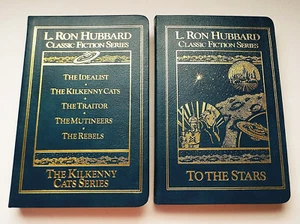 L. RON HUBBARD
CLASSIC FICTION SERIES
THE IDEALIST
THE KILKENNY CATS
THE TRAITOR
THE MUTINEERS
THE REBELS
THE KILKENNY
CATS SERIES
L. RON HUBBARD
CLASSIC FICTION SERIES
TO THE STARS